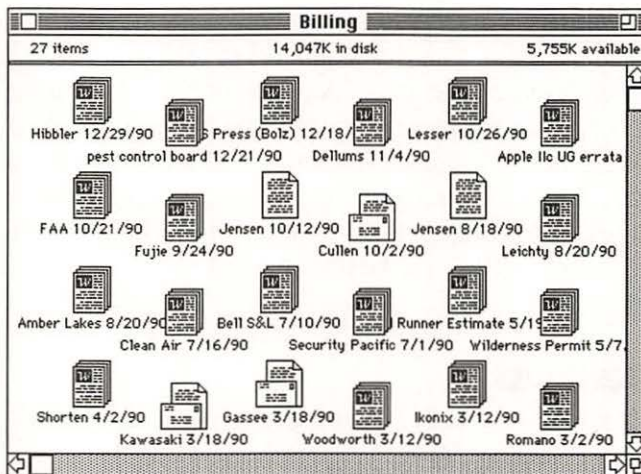 Billing
27 items 14,047K in disk 5,755K available
Hibbler 12/29/90 S Press (Bolz) 12/18/ Lesser 10/26/90
pest control board 12/21/90 Dellums 11/4/90 Apple IIc UG errata
FAA 10/21/90 Jensen 10/12/90 Jensen 8/18/90
Fujie 9/24/90 Cullen 10/2/90 Leichty 8/20/90
Amber Lakes 8/20/90 Bell S&L 7/10/90 Runner Estimate 5/19
Clean Air 7/16/90 Security Pacific 7/1/90 Wilderness Permit 5/7
Shorten 4/2/90 Gassee 3/18/90 Ikonix 3/12/90
Kawasaki 3/18/90 Woodworth 3/12/90 Romano 3/2/90